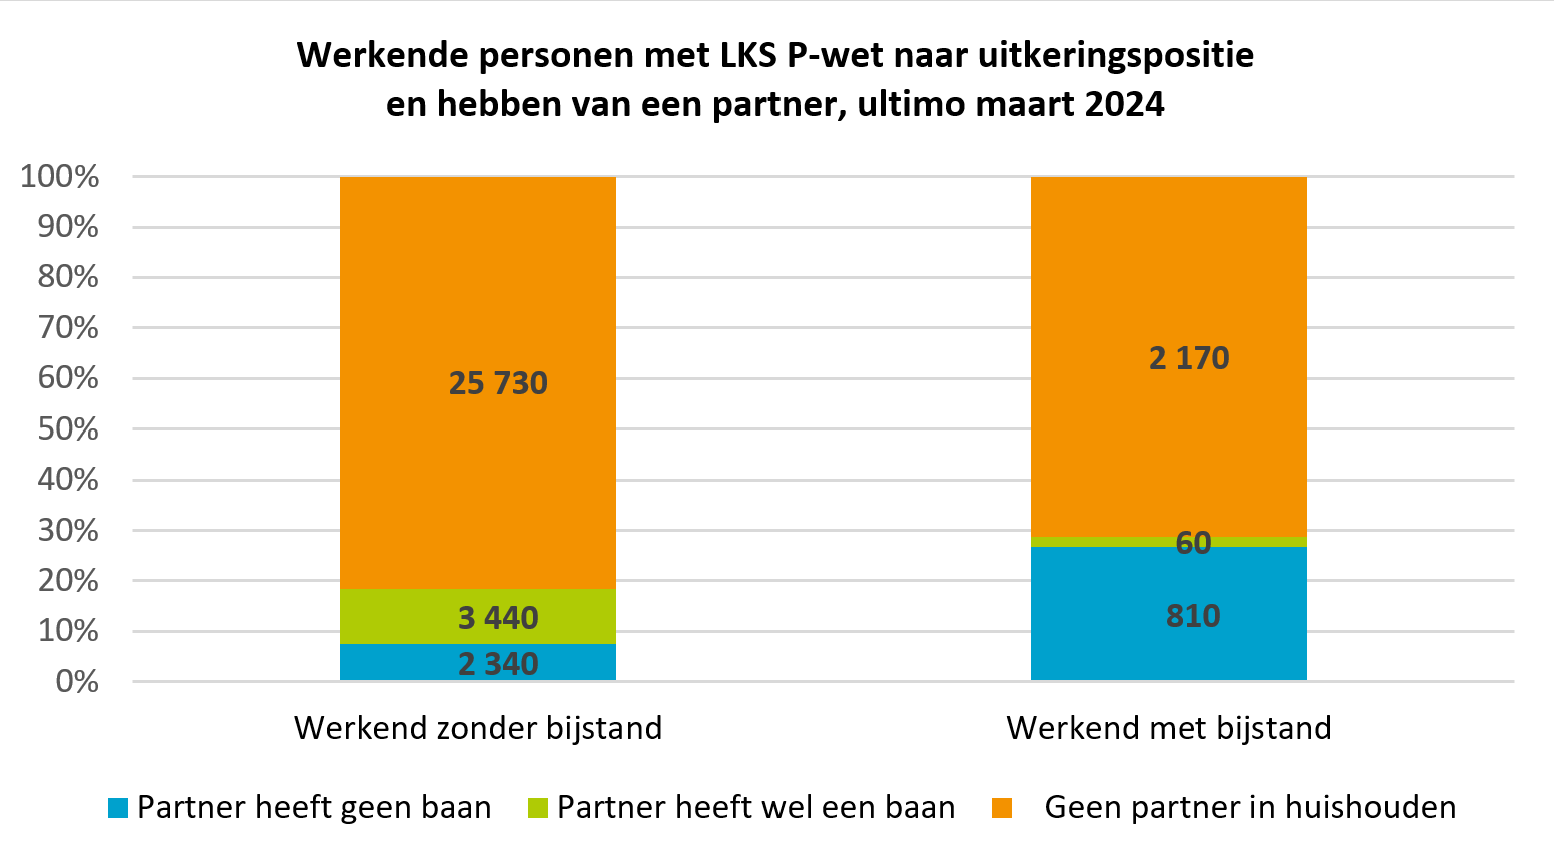 Werkende personen met LKS P-wet naar uitkeringspositie
en hebben van een partner, ultimo maart 2024
100%
90%
80%
70%
60%
50%
40%
30%
20%
10%
0%
25 730
3 440
2 340
2 170
60
810
Werkend zonder bijstand
Werkend met bijstand
Partner heeft geen baan
Partner heeft wel een baan
Geen partner in huishouden